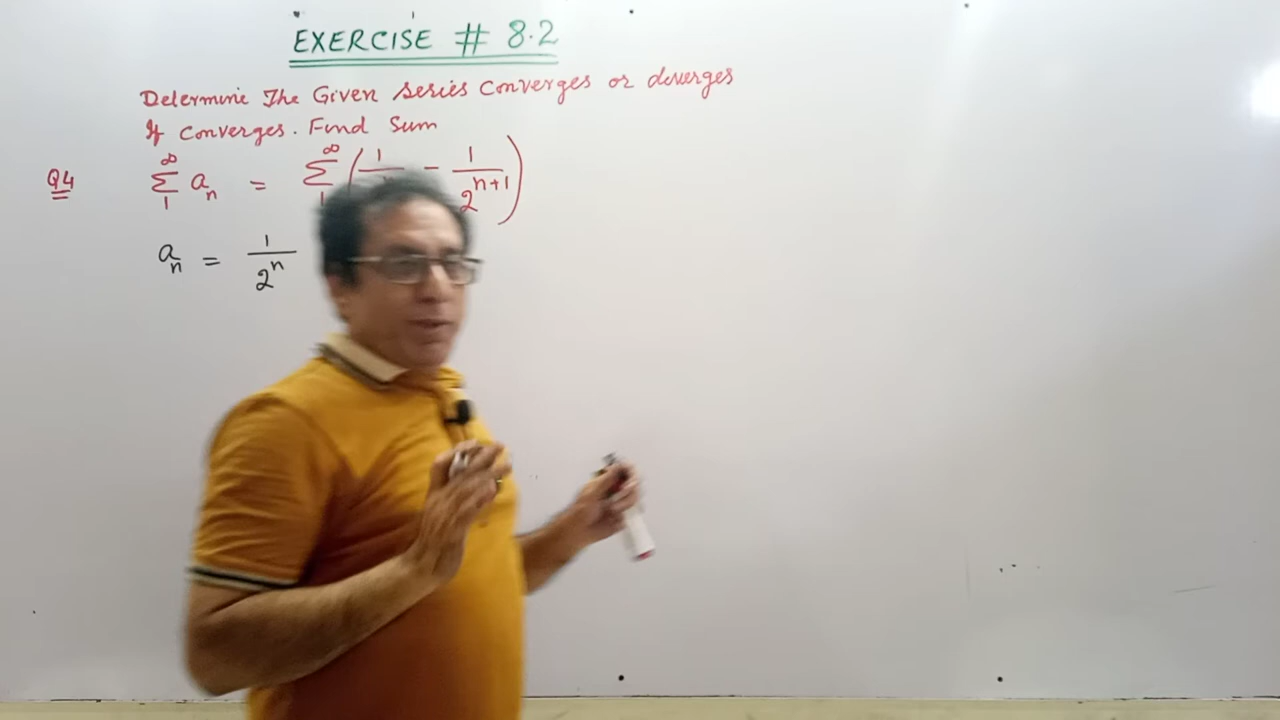 EXERCISE # 8.2
Determine The Given series converges or diverges
If converges. Find Sum
Q4 ∞ Σ 1 aₙ = ∞ Σ 1 ( 1 — 1/2ⁿ⁺¹ )
aₙ = 1/2ⁿ